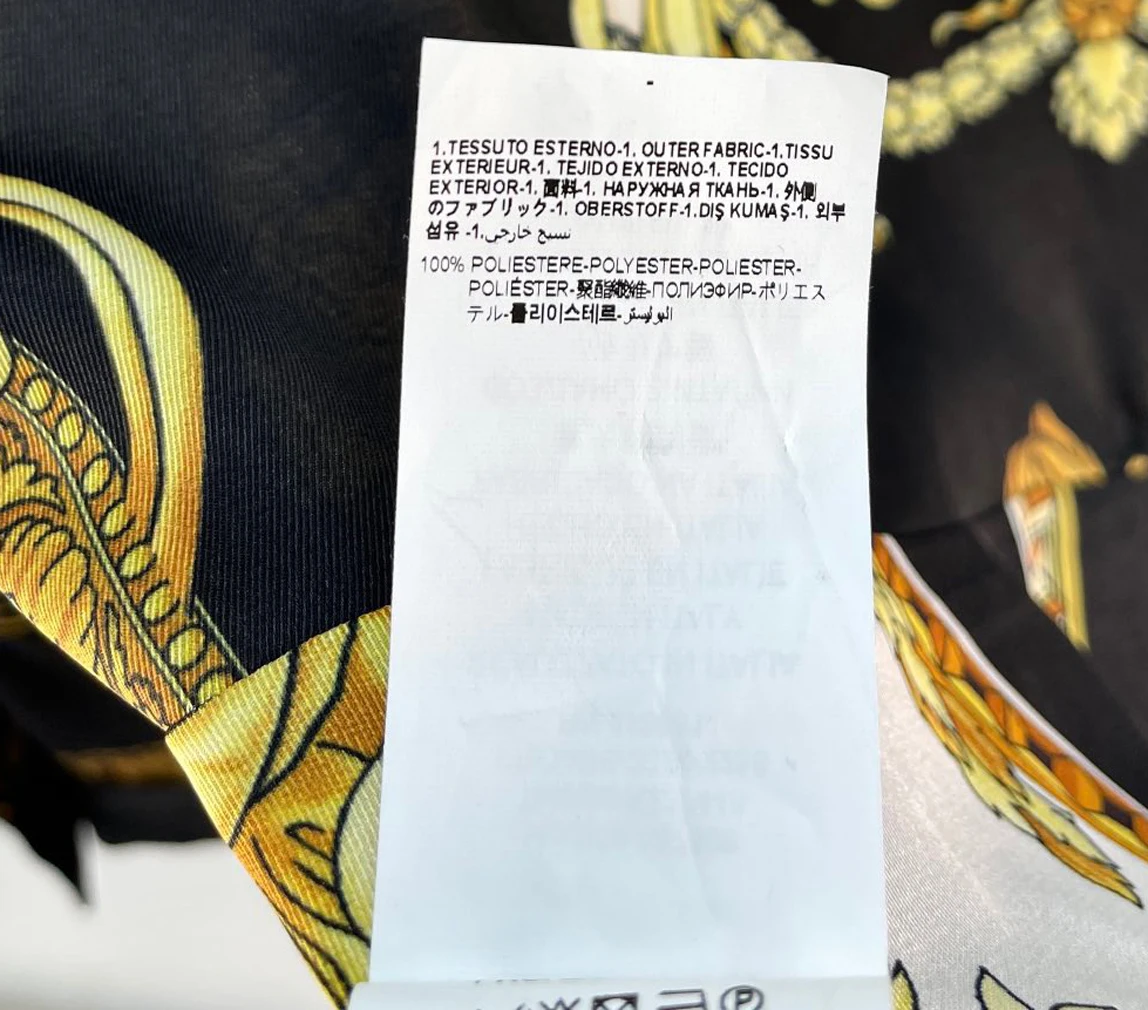 1.TESSUTO ESTERNO-1. OUTER FABRIC-1.TISSU
EXTERIEUR-1. TEJIDO EXTERNO-1. TECIDO
EXTERIOR-1. 面料-1. НАРУЖНАЯ ТКАНЬ-1. 外側
のファブリック-1. OBERSTOFF-1.DIŞ KUMAŞ-1. 외부
섬유 -1.نسيج خارجي
100% POLIESTERE-POLYESTER-POLIESTER-
POLIÉSTER-聚酯纖維-ПОЛИЭФИР-ポリエス
テル-폴리이스테르-البوليستر
P